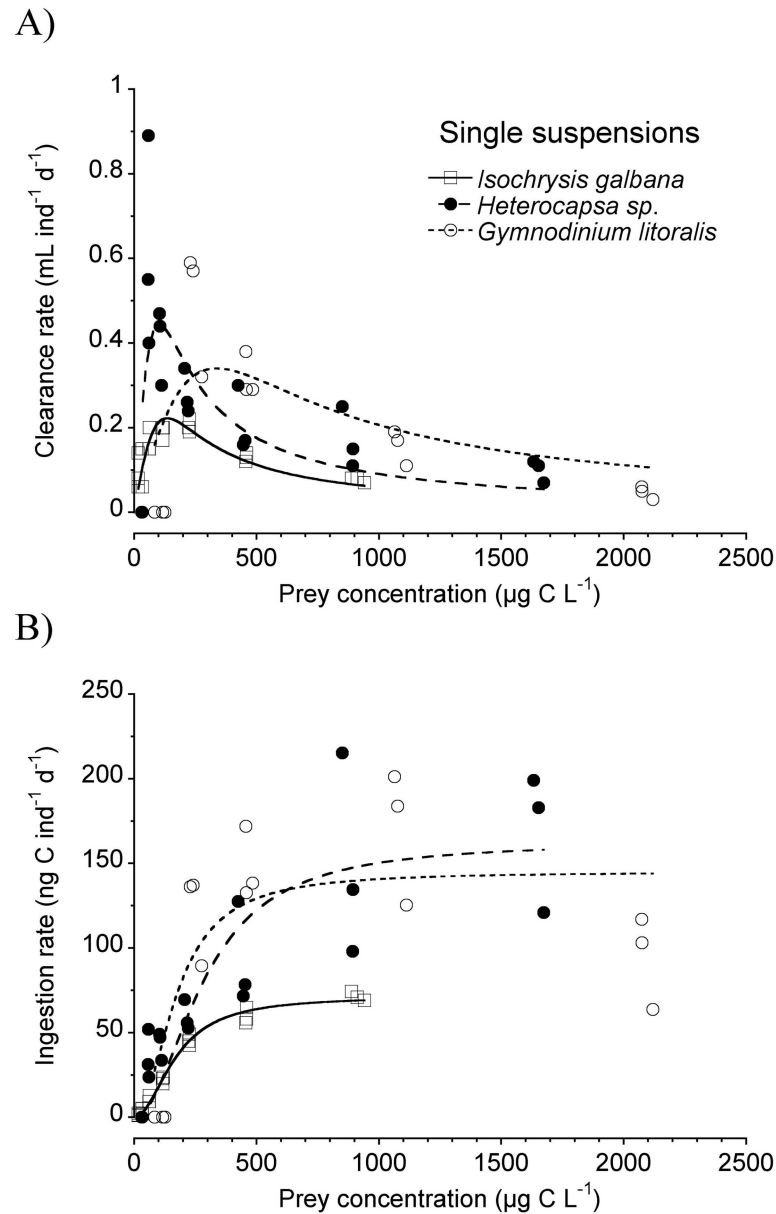 A)
1
0.8
0.6
0.4
0.2
0
Clearance rate (mL ind⁻¹ d⁻¹)
Single suspensions
Isochrysis galbana
Heterocapsa sp.
Gymnodinium litoralis
0 500 1000 1500 2000 2500
Prey concentration (µg C L⁻¹)
B)
250
200
150
100
50
0
Ingestion rate (ng C ind⁻¹ d⁻¹)
0 500 1000 1500 2000 2500
Prey concentration (µg C L⁻¹)